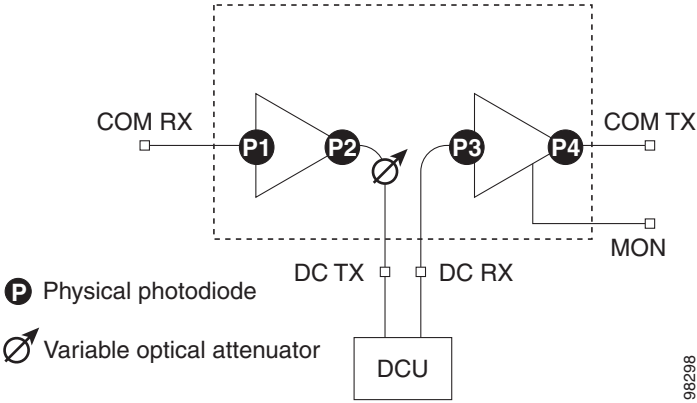 COM RX
P1
P2
P3
P4
COM TX
MON
DC TX
DC RX
P Physical photodiode
Variable optical attenuator
DCU
98298